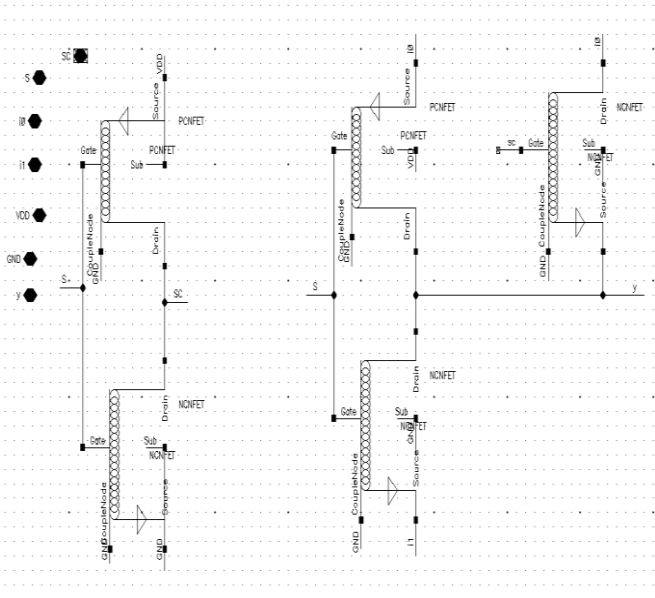 SC
S
i0
i1
VDD
GND
y
VDD
Source
PCNFET
Gate
PCNFET
Sub
CoupleNode
GND
Drain
S
SC
NCNFET
Drain
Gate
Sub
NCNFET
CoupleNode
Source
GND
GND
i0
Source
PCNFET
Gate
PCNFET
Sub
VDD
CoupleNode
GND
Drain
S
y
NCNFET
Drain
Gate
Sub
NCNFET
GND
CoupleNode
Source
GND
i1
i0
Drain
NCNFET
sc
Gate
Sub
NCNFET
GND
CoupleNode
Source
GND